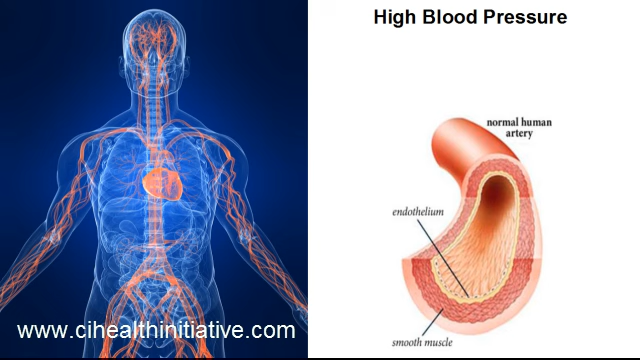 High Blood Pressure
normal human
artery
endothelium
smooth muscle
www.cihealthinitiative.com